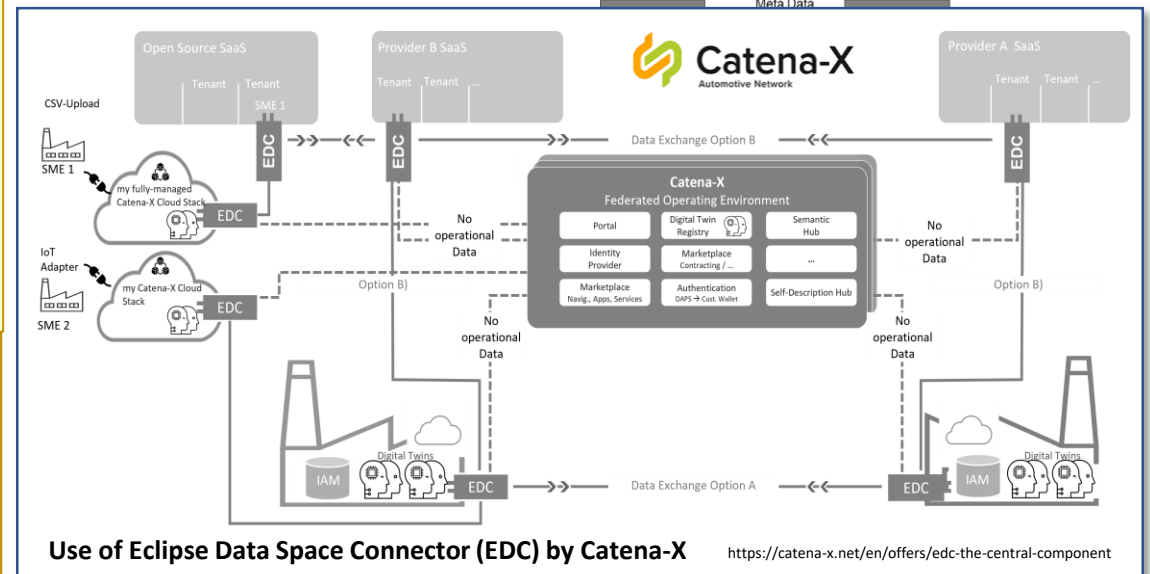 Meta Data
Open Source SaaS
Tenant
Tenant
SME 1
Provider B SaaS
Tenant
Tenant
...
Catena-X
Automotive Network
Provider A SaaS
Tenant
Tenant
...
CSV-Upload
SME 1
EDC
EDC
EDC
Data Exchange Option B
my fully-managed
Catena-X Cloud Stack
EDC
No
operational
Data
Catena-X
Federated Operating Environment
Portal
Digital Twin
Registry
Semantic
Hub
Identity
Provider
Marketplace
Contracting / ...
...
Marketplace
Navig., Apps, Services
Authentication
DAPS → Cust. Wallet
Self-Description Hub
No
operational
Data
IoT
Adapter
my Catena-X Cloud
Stack
EDC
SME 2
Option B)
Option B)
No
operational
Data
No
operational
Data
Digital Twins
IAM
EDC
Data Exchange Option A
EDC
IAM
Digital Twins
Use of Eclipse Data Space Connector (EDC) by Catena-X
https://catena-x.net/en/offers/edc-the-central-component